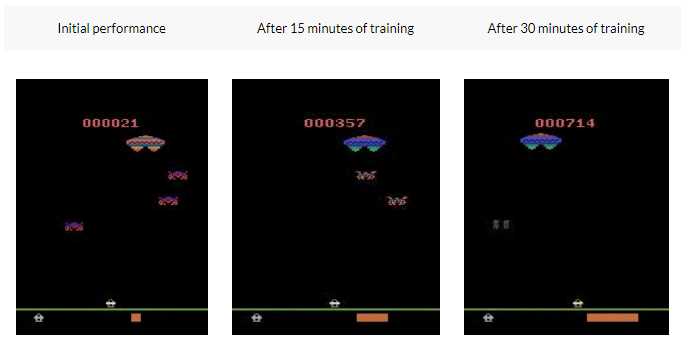 Initial performance
After 15 minutes of training
After 30 minutes of training
000021
000357
000714